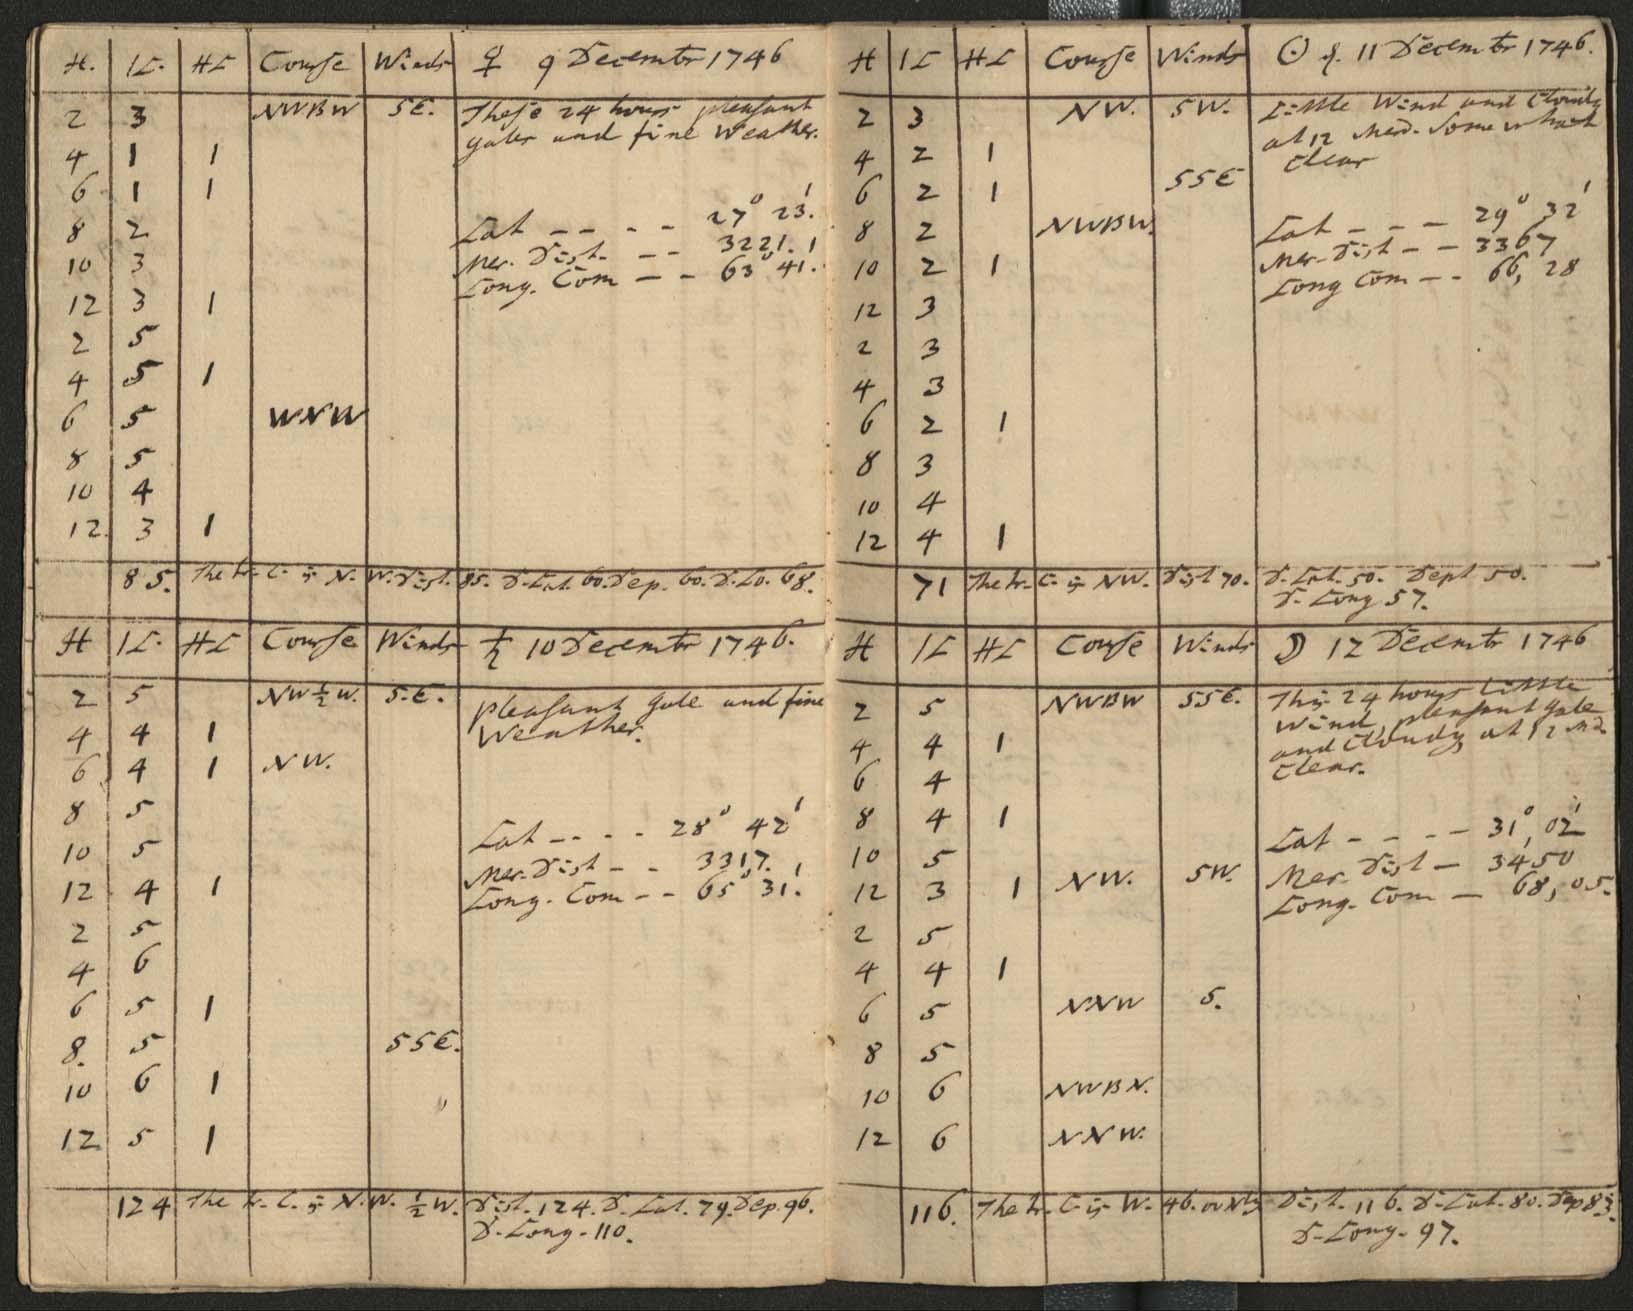 H. K. HK Course Winds ♀ 9 December 1746
2 3 NWBW SE. These 24 hours pleasant
gales and fine Weather.
4 1 1
6 1 1
8 2 Lat - - - - 27° 23'.
10 3 Mer. Dist. - - 3221. 1
12 3 1 Long. Com - - 63° 41.
2 5
4 5 1
6 5 WNW
8 5
10 4
12. 3 1
85. The tr. C. is N. W. Dist. 85. D. Lat. 60. Dep. 60. D. Lo. 68.
H K. HK Course Winds ♄ 10 December 1746.
2 5 NW ½ W. S.E. pleasant Gale and fine
4 4 1 Weather.
6 4 1 NW.
8 5 Lat - - - - 28° 42'
10 5 Mer. Dist - - 3317.
12 4 1 Long. Com - - 65° 31'.
2 5
4 6
6 5 1
8. 5 SSE.
10 6 1
12 5 1
124 The tr. C. is N. W. ½ W. Dist. 124. D. Lat. 79. Dep. 96.
D. Long. 110.
H K HK Course Winds ☉ 11 December 1746.
2 3 NW. SW. Little Wind and Cloudy
at 12 Merd. Somewhat
4 2 1 Clear
6 2 1 SSE
8 2 NWBW. Lat - - - 29° 32'
10 2 1 Mer. Dist - - 3367
12 3 Long Com - - 66, 28
2 3
4 3
6 2 1
8 3
10 4
12 4 1
71 The tr. C. is NW. Dist 70. D. Lat. 50. Dept 50.
D. Long 57.
H K HK Course Winds ☽ 12 December 1746
2 5 NWBW SSE. This 24 hours Little
Wind, pleasant Gale
4 4 1 and Cloudy at 12 Md.
6 4 Clear.
8 4 1 Lat - - - - 31°, 02'
10 5 Mer. Dist - 3450
12 3 1 NW. SW. Long. Com - 68, 05.
2 5
4 4 1
6 5 NNW S.
8 5
10 6 NWBN.
12 6 NNW.
116. The tr. C. is W. 46. Dist. 116. D. Lat. 80. Dep 83.
D. Long. 97.